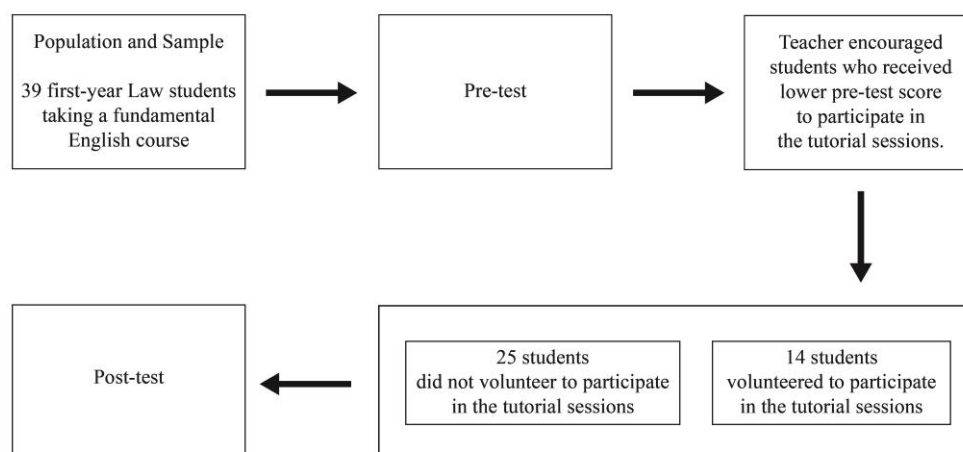 Population and Sample
39 first-year Law students
taking a fundamental
English course
Pre-test
Teacher encouraged
students who received
lower pre-test score
to participate in
the tutorial sessions.
Post-test
25 students
did not volunteer to participate
in the tutorial sessions
14 students
volunteered to participate
in the tutorial sessions